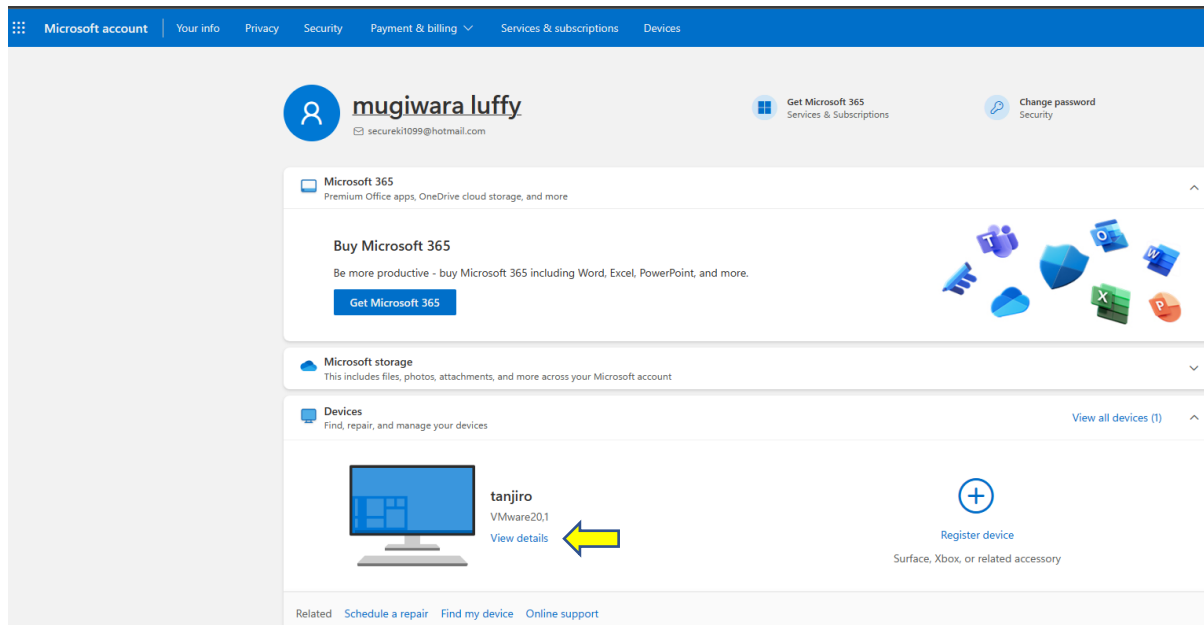 Microsoft account Your info Privacy Security Payment & billing Services & subscriptions Devices
mugiwara luffy
secureki1099@hotmail.com
Get Microsoft 365
Services & Subscriptions
Change password
Security
Microsoft 365
Premium Office apps, OneDrive cloud storage, and more
Buy Microsoft 365
Be more productive - buy Microsoft 365 including Word, Excel, PowerPoint, and more.
Get Microsoft 365
Microsoft storage
This includes files, photos, attachments, and more across your Microsoft account
Devices
Find, repair, and manage your devices
View all devices (1)
tanjiro
VMware20,1
View details
Register device
Surface, Xbox, or related accessory
Related Schedule a repair Find my device Online support